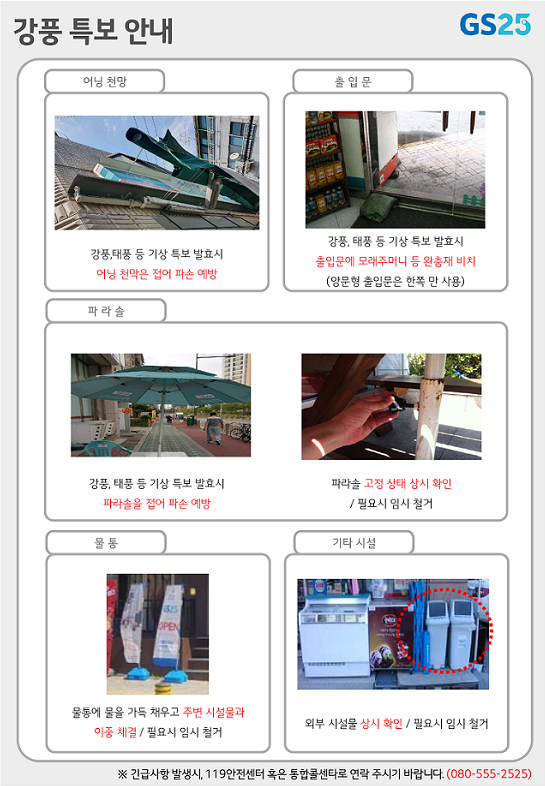 강풍 특보 안내
GS25
어닝 천망
출 입 문
강풍,태풍 등 기상 특보 발효시
어닝 천막은 접어 파손 예방
강풍, 태풍 등 기상 특보 발효시
출입문에 모래주머니 등 완충재 비치
(양문형 출입문은 한쪽 만 사용)
파 라 솔
강풍, 태풍 등 기상 특보 발효시
파라솔을 접어 파손 예방
파라솔 고정 상태 상시 확인
/ 필요시 임시 철거
물 통
기타 시설
GS25
OPEN
물통에 물을 가득 채우고 주변 시설물과
이중 체결 / 필요시 임시 철거
외부 시설물 상시 확인 / 필요시 임시 철거
※ 긴급사항 발생시, 119안전센터 혹은 통합콜센타로 연락 주시기 바랍니다. (080-555-2525)